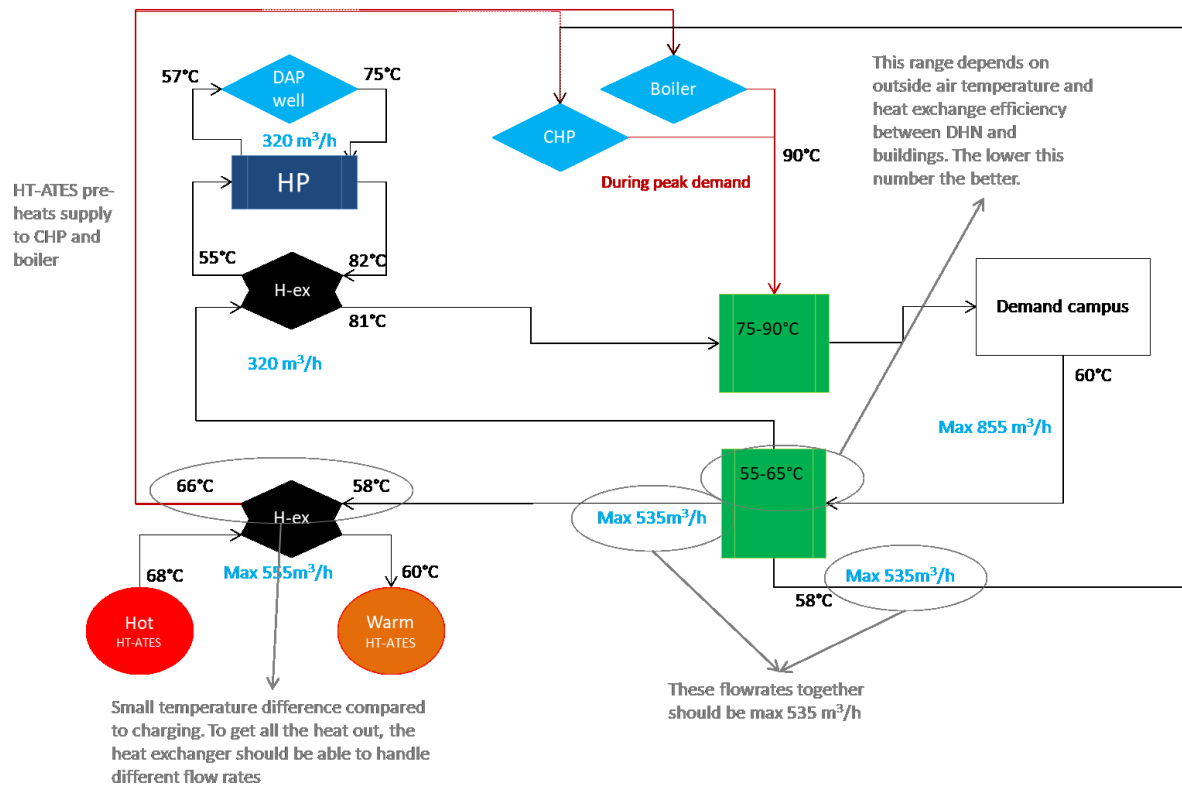 57°C
DAP
well
75°C
320 m³/h
HP
HT-ATES pre-
heats supply
to CHP and
boiler
55°C
82°C
H-ex
81°C
320 m³/h
Boiler
CHP
90°C
During peak demand
This range depends on
outside air temperature and
heat exchange efficiency
between DHN and
buildings. The lower this
number the better.
75-90°C
Demand campus
60°C
Max 855 m³/h
55-65°C
66°C
58°C
H-ex
Max 535m³/h
Max 555m³/h
68°C
60°C
Hot
HT-ATES
Warm
HT-ATES
58°C
Max 535m³/h
Small temperature difference compared
to charging. To get all the heat out, the
heat exchanger should be able to handle
different flow rates
These flowrates together
should be max 535 m³/h